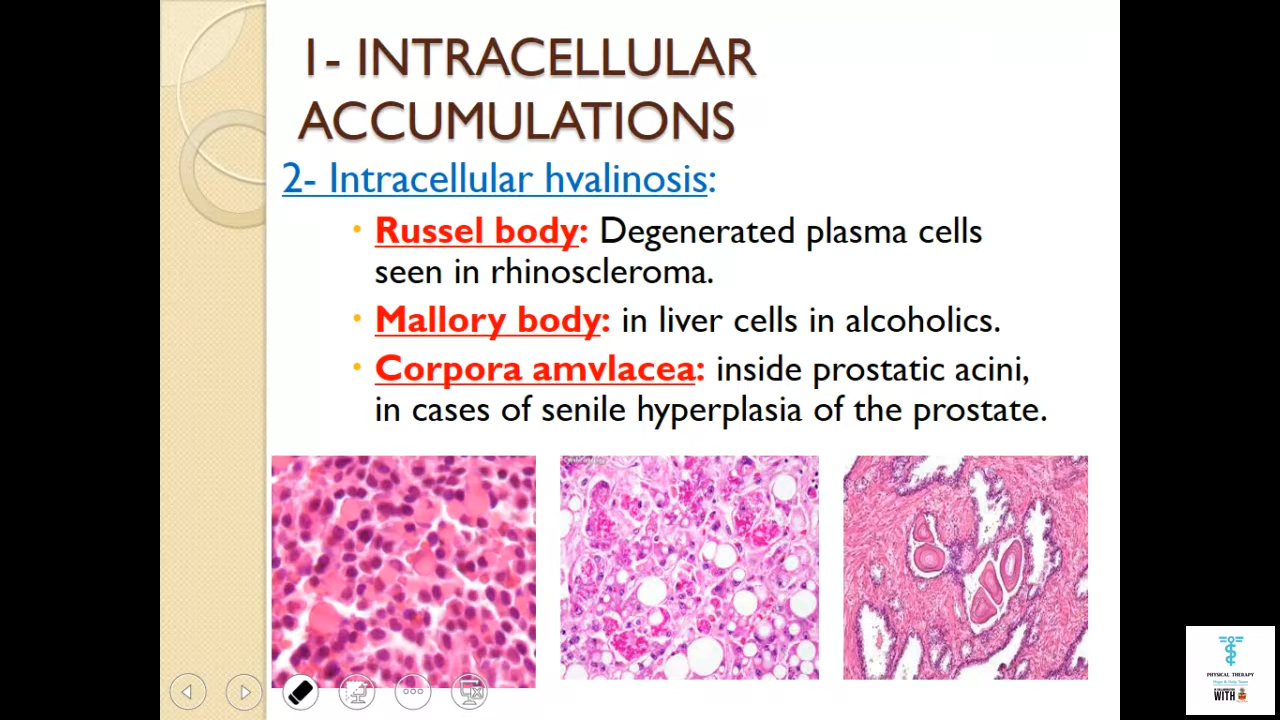 1- INTRACELLULAR
ACCUMULATIONS
2- Intracellular hvalinosis:
• Russel body: Degenerated plasma cells
seen in rhinoscleroma.
• Mallory body: in liver cells in alcoholics.
• Corpora amvlacea: inside prostatic acini,
in cases of senile hyperplasia of the prostate.
PHYSICAL THERAPY
WITH